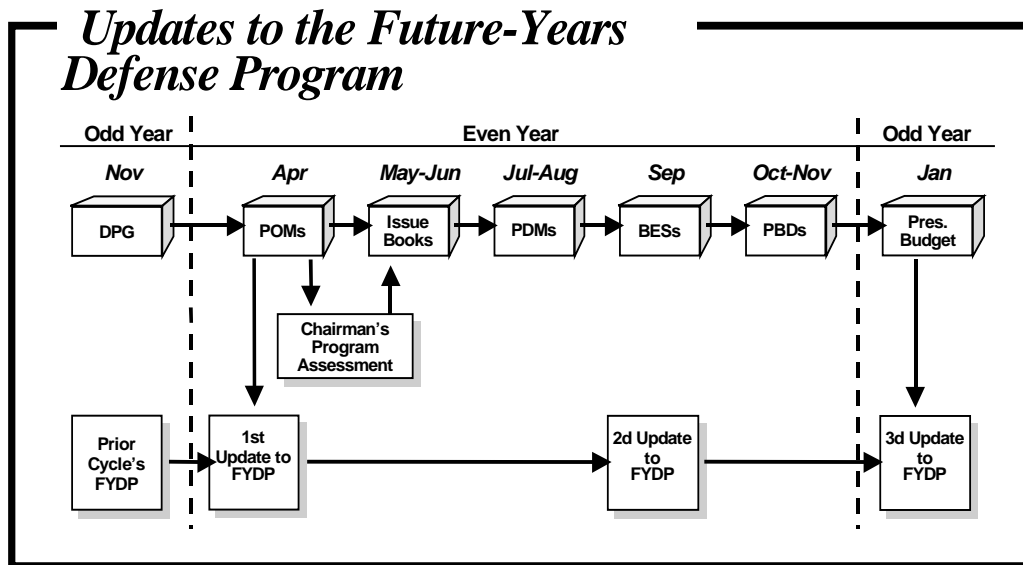 Updates to the Future-Years
Defense Program
Odd Year
Even Year
Odd Year
Nov
Apr
May-Jun
Jul-Aug
Sep
Oct-Nov
Jan
DPG
POMs
Issue
Books
PDMs
BESs
PBDs
Pres.
Budget
Chairman's
Program
Assessment
Prior
Cycle's
FYDP
1st
Update to
FYDP
2d Update
to
FYDP
3d Update
to
FYDP